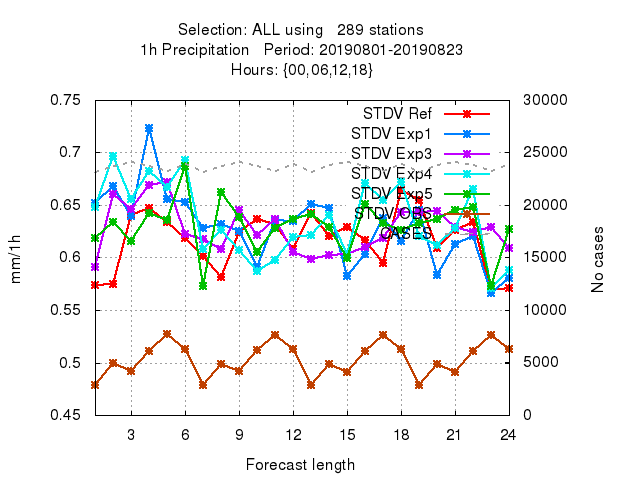 Selection: ALL using 289 stations
1h Precipitation Period: 20190801-20190823
Hours: {00,06,12,18}
0.75
0.7
0.65
0.6
0.55
0.5
0.45
30000
25000
20000
15000
10000
5000
0
STDV Ref
STDV Exp1
STDV Exp3
STDV Exp4
STDV Exp5
STDV OBS
CASES
mm/1h
No cases
3 6 9 12 15 18 21 24
Forecast length